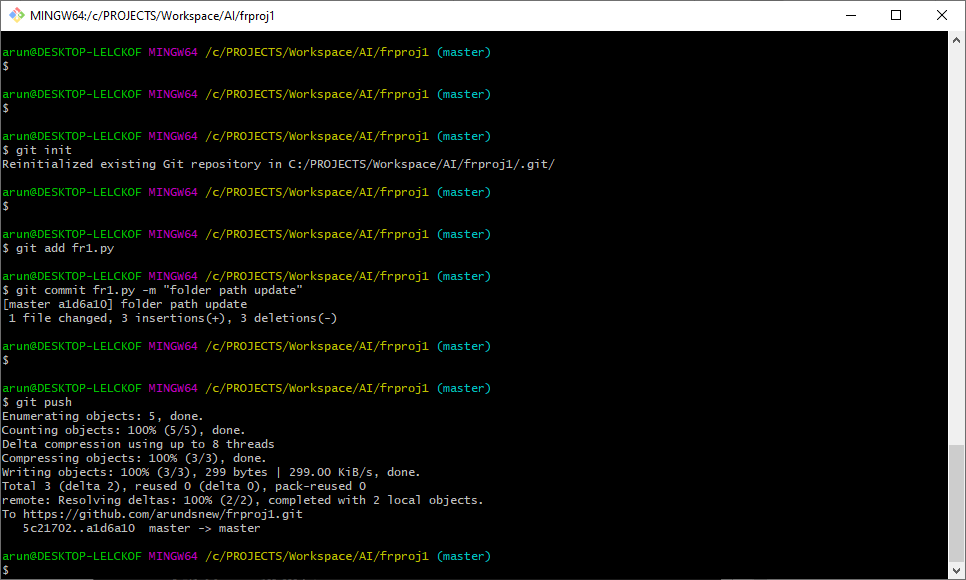 MINGW64:/c/PROJECTS/Workspace/AI/frproj1
arun@DESKTOP-LELCKOF MINGW64 /c/PROJECTS/Workspace/AI/frproj1 (master)
$
arun@DESKTOP-LELCKOF MINGW64 /c/PROJECTS/Workspace/AI/frproj1 (master)
$
arun@DESKTOP-LELCKOF MINGW64 /c/PROJECTS/Workspace/AI/frproj1 (master)
$ git init
Reinitialized existing Git repository in C:/PROJECTS/Workspace/AI/frproj1/.git/
arun@DESKTOP-LELCKOF MINGW64 /c/PROJECTS/Workspace/AI/frproj1 (master)
$
arun@DESKTOP-LELCKOF MINGW64 /c/PROJECTS/Workspace/AI/frproj1 (master)
$ git add fr1.py
arun@DESKTOP-LELCKOF MINGW64 /c/PROJECTS/Workspace/AI/frproj1 (master)
$ git commit fr1.py -m "folder path update"
[master a1d6a10] folder path update
 1 file changed, 3 insertions(+), 3 deletions(-)
arun@DESKTOP-LELCKOF MINGW64 /c/PROJECTS/Workspace/AI/frproj1 (master)
$
arun@DESKTOP-LELCKOF MINGW64 /c/PROJECTS/Workspace/AI/frproj1 (master)
$ git push
Enumerating objects: 5, done.
Counting objects: 100% (5/5), done.
Delta compression using up to 8 threads
Compressing objects: 100% (3/3), done.
Writing objects: 100% (3/3), 299 bytes | 299.00 KiB/s, done.
Total 3 (delta 2), reused 0 (delta 0), pack-reused 0
remote: Resolving deltas: 100% (2/2), completed with 2 local objects.
To https://github.com/arundsnew/frproj1.git
   5c21702..a1d6a10  master -> master
arun@DESKTOP-LELCKOF MINGW64 /c/PROJECTS/Workspace/AI/frproj1 (master)
$